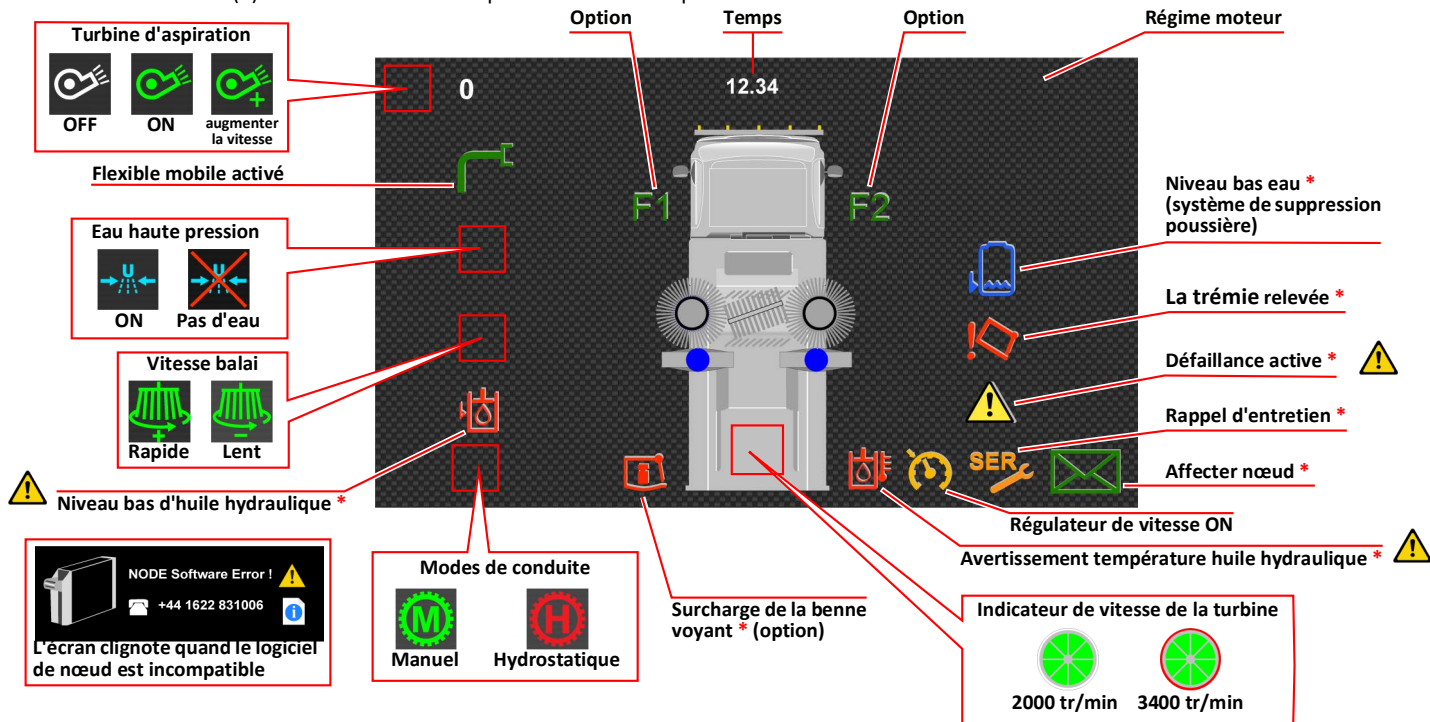 Option
Temps
Option
Régime moteur
Turbine d'aspiration
OFF
ON
augmenter
la vitesse
0
12.34
Flexible mobile activé
F1
F2
Niveau bas eau *
(système de suppression
poussière)
Eau haute pression
ON
Pas d'eau
La trémie relevée *
Vitesse balai
Rapide
Lent
Défaillance active *
Rappel d'entretien *
SER
Affecter nœud *
Niveau bas d'huile hydraulique *
Régulateur de vitesse ON
Avertissement température huile hydraulique *
NODE Software Error !
+44 1622 831006
L'écran clignote quand le logiciel
de nœud est incompatible
Modes de conduite
M
H
Manuel
Hydrostatique
Surcharge de la benne
voyant * (option)
Indicateur de vitesse de la turbine
2000 tr/min
3400 tr/min